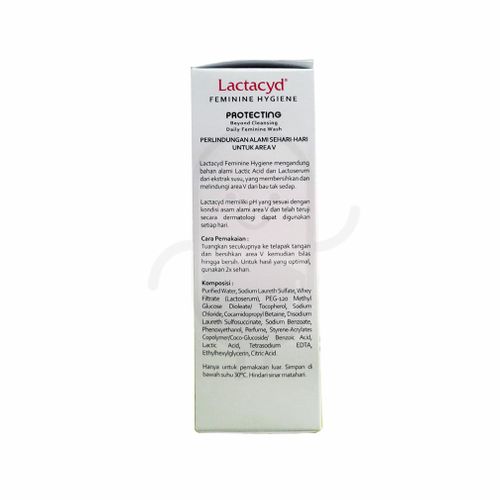 Lactacyd®
FEMININE HYGIENE
PROTECTING
Beyond Cleansing
Daily Feminine Wash
PERLINDUNGAN ALAMI SEHARI-HARI
UNTUK AREA V
Lactacyd Feminine Hygiene mengandung
bahan alami Lactic Acid dan Lactoserum
dari ekstrak susu, yang membersihkan dan
melindungi area V dari bau tak sedap.
Lactacyd memiliki pH yang sesuai dengan
kondisi asam alami area V dan telah teruji
secara dermatologi dapat digunakan
setiap hari.
Cara Pemakaian :
Tuangkan secukupnya ke telapak tangan
dan bersihkan area V kemudian bilas
hingga bersih. Untuk hasil yang optimal,
gunakan 2x sehari.
Komposisi :
Purified Water, Sodium Laureth Sulfate, Whey
Filtrate (Lactoserum), PEG-120 Methyl
Glucose Dioleate/ Tocopherol, Sodium
Chloride, Cocamidopropyl Betaine, Disodium
Laureth Sulfosuccinate, Sodium Benzoate,
Phenoxyethanol, Perfume, Styrene Acrylates
Copolymer/Coco-Glucoside/ Benzoic Acid,
Lactic Acid, Tetrasodium EDTA,
Ethylhexylglycerin, Citric Acid.
Hanya untuk pemakaian luar. Simpan di
bawah suhu 30°C. Hindari sinar matahari.